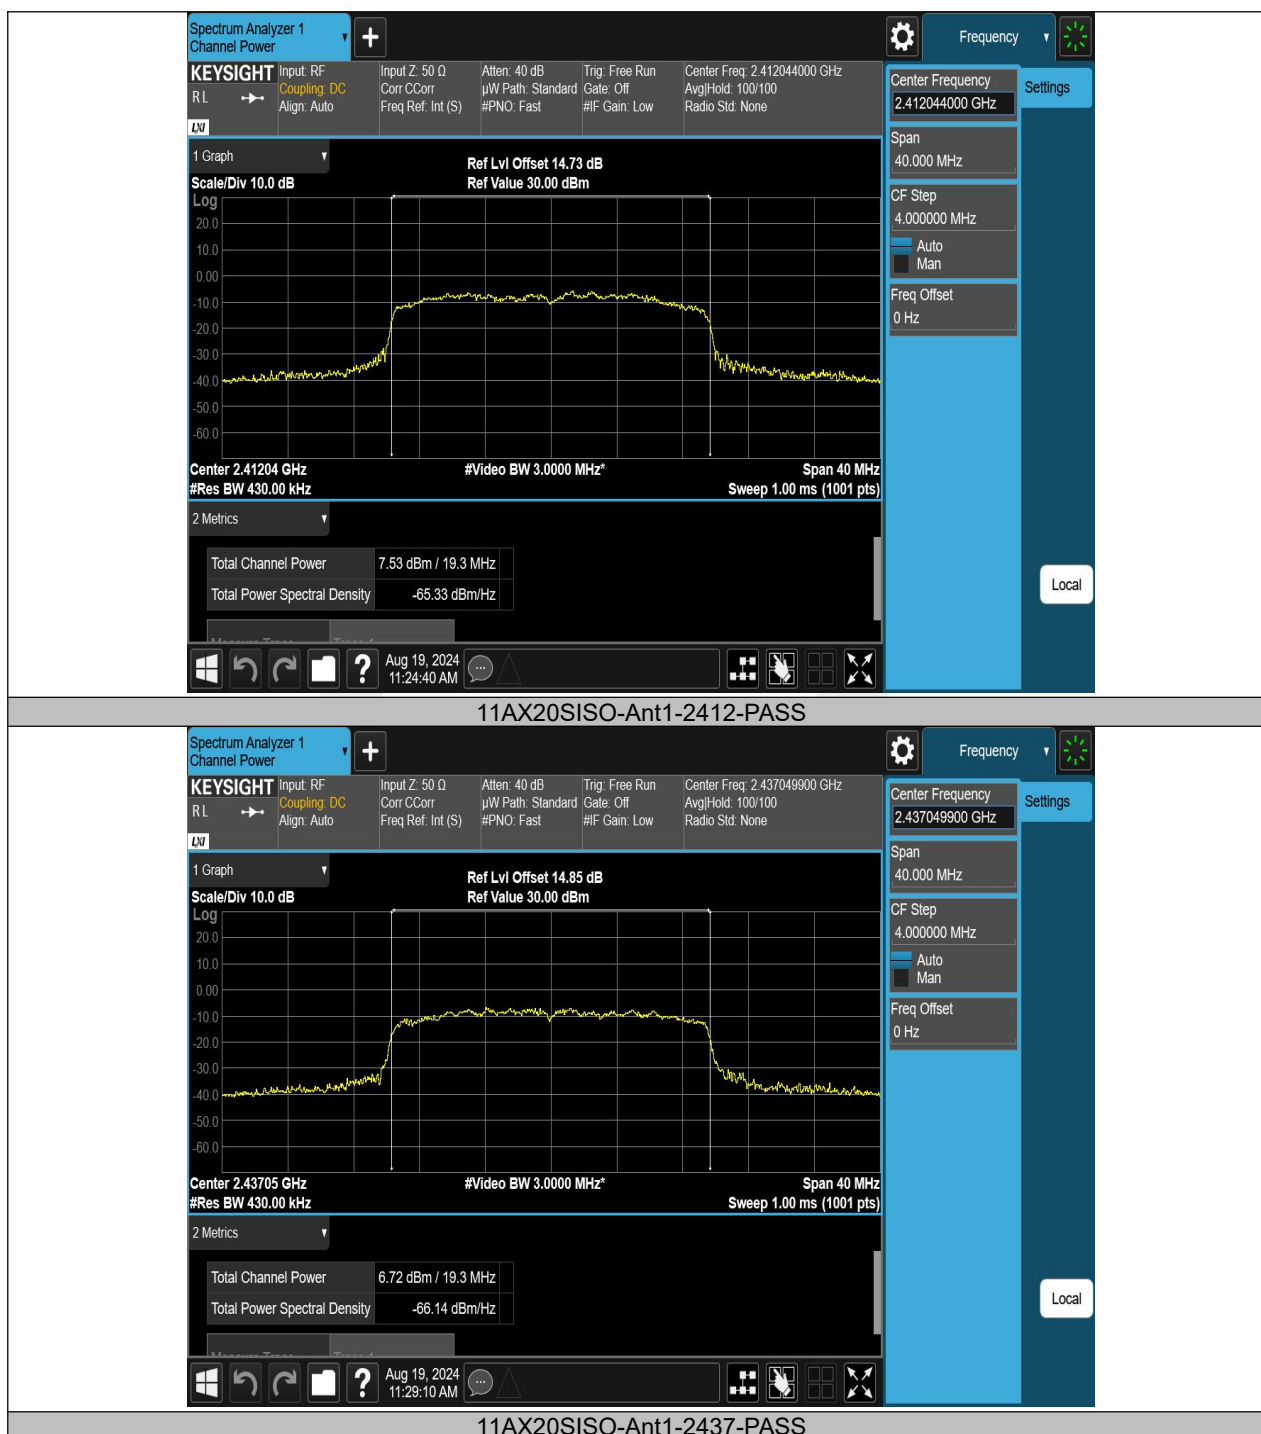 Spectrum Analyzer 1
Channel Power
+
Frequency
KEYSIGHT
R L
LXI
Input: RF
Coupling: DC
Align: Auto
Input Z: 50 Ω
Corr CCorr
Freq Ref: Int (S)
Atten: 40 dB
µW Path: Standard
#PNO: Fast
Trig: Free Run
Gate: Off
#IF Gain: Low
Center Freq: 2.412044000 GHz
Avg|Hold: 100/100
Radio Std: None
Center Frequency
2.412044000 GHz
Settings
Span
40.000 MHz
CF Step
4.000000 MHz
Auto
Man
Freq Offset
0 Hz
Local
1 Graph
Scale/Div 10.0 dB
Ref Lvl Offset 14.73 dB
Ref Value 30.00 dBm
Log
20.0
10.0
0.00
-10.0
-20.0
-30.0
-40.0
-50.0
-60.0
Center 2.41204 GHz
#Res BW 430.00 kHz
#Video BW 3.0000 MHz*
Span 40 MHz
Sweep 1.00 ms (1001 pts)
2 Metrics
Total Channel Power 7.53 dBm / 19.3 MHz
Total Power Spectral Density -65.33 dBm/Hz
?
Aug 19, 2024
11:24:40 AM
11AX20SISO-Ant1-2412-PASS
Spectrum Analyzer 1
Channel Power
+
Frequency
KEYSIGHT
R L
LXI
Input: RF
Coupling: DC
Align: Auto
Input Z: 50 Ω
Corr CCorr
Freq Ref: Int (S)
Atten: 40 dB
µW Path: Standard
#PNO: Fast
Trig: Free Run
Gate: Off
#IF Gain: Low
Center Freq: 2.437049900 GHz
Avg|Hold: 100/100
Radio Std: None
Center Frequency
2.437049900 GHz
Settings
Span
40.000 MHz
CF Step
4.000000 MHz
Auto
Man
Freq Offset
0 Hz
Local
1 Graph
Scale/Div 10.0 dB
Ref Lvl Offset 14.85 dB
Ref Value 30.00 dBm
Log
20.0
10.0
0.00
-10.0
-20.0
-30.0
-40.0
-50.0
-60.0
Center 2.43705 GHz
#Res BW 430.00 kHz
#Video BW 3.0000 MHz*
Span 40 MHz
Sweep 1.00 ms (1001 pts)
2 Metrics
Total Channel Power 6.72 dBm / 19.3 MHz
Total Power Spectral Density -66.14 dBm/Hz
?
Aug 19, 2024
11:29:10 AM
11AX20SISO-Ant1-2437-PASS